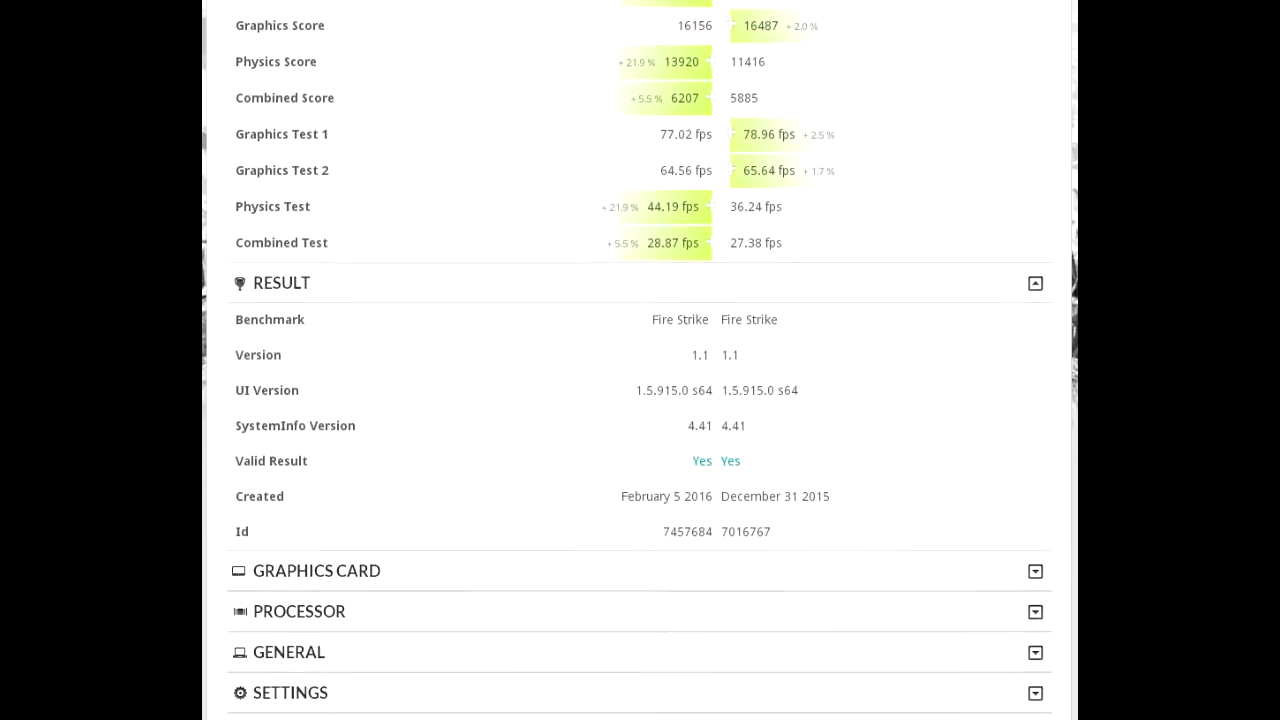 Graphics Score 16156 16487 + 2.0 %
Physics Score + 21.9 % 13920 11416
Combined Score + 5.5 % 6207 5885
Graphics Test 1 77.02 fps 78.96 fps + 2.5 %
Graphics Test 2 64.56 fps 65.64 fps + 1.7 %
Physics Test + 21.9 % 44.19 fps 36.24 fps
Combined Test + 5.5 % 28.87 fps 27.38 fps
RESULT
Benchmark Fire Strike Fire Strike
Version 1.1 1.1
UI Version 1.5.915.0 s64 1.5.915.0 s64
SystemInfo Version 4.41 4.41
Valid Result Yes Yes
Created February 5 2016 December 31 2015
Id 7457684 7016767
GRAPHICS CARD
PROCESSOR
GENERAL
SETTINGS